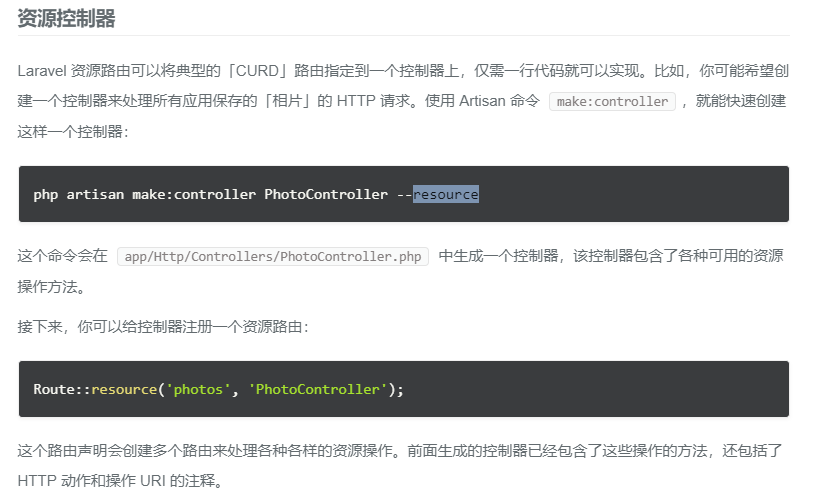 资源控制器
Laravel 资源路由可以将典型的「CURD」路由指定到一个控制器上，仅需一行代码就可以实现。比如，你可能希望创
建一个控制器来处理所有应用保存的「相片」的 HTTP 请求。使用 Artisan 命令 make:controller ，就能快速创建
这样一个控制器：
php artisan make:controller PhotoController --resource
这个命令会在 app/Http/Controllers/PhotoController.php 中生成一个控制器，该控制器包含了各种可用的资源
操作方法。
接下来，你可以给控制器注册一个资源路由：
Route::resource('photos', 'PhotoController');
这个路由声明会创建多个路由来处理各种各样的资源操作。前面生成的控制器已经包含了这些操作的方法，还包括了
HTTP 动作和操作 URI 的注释。